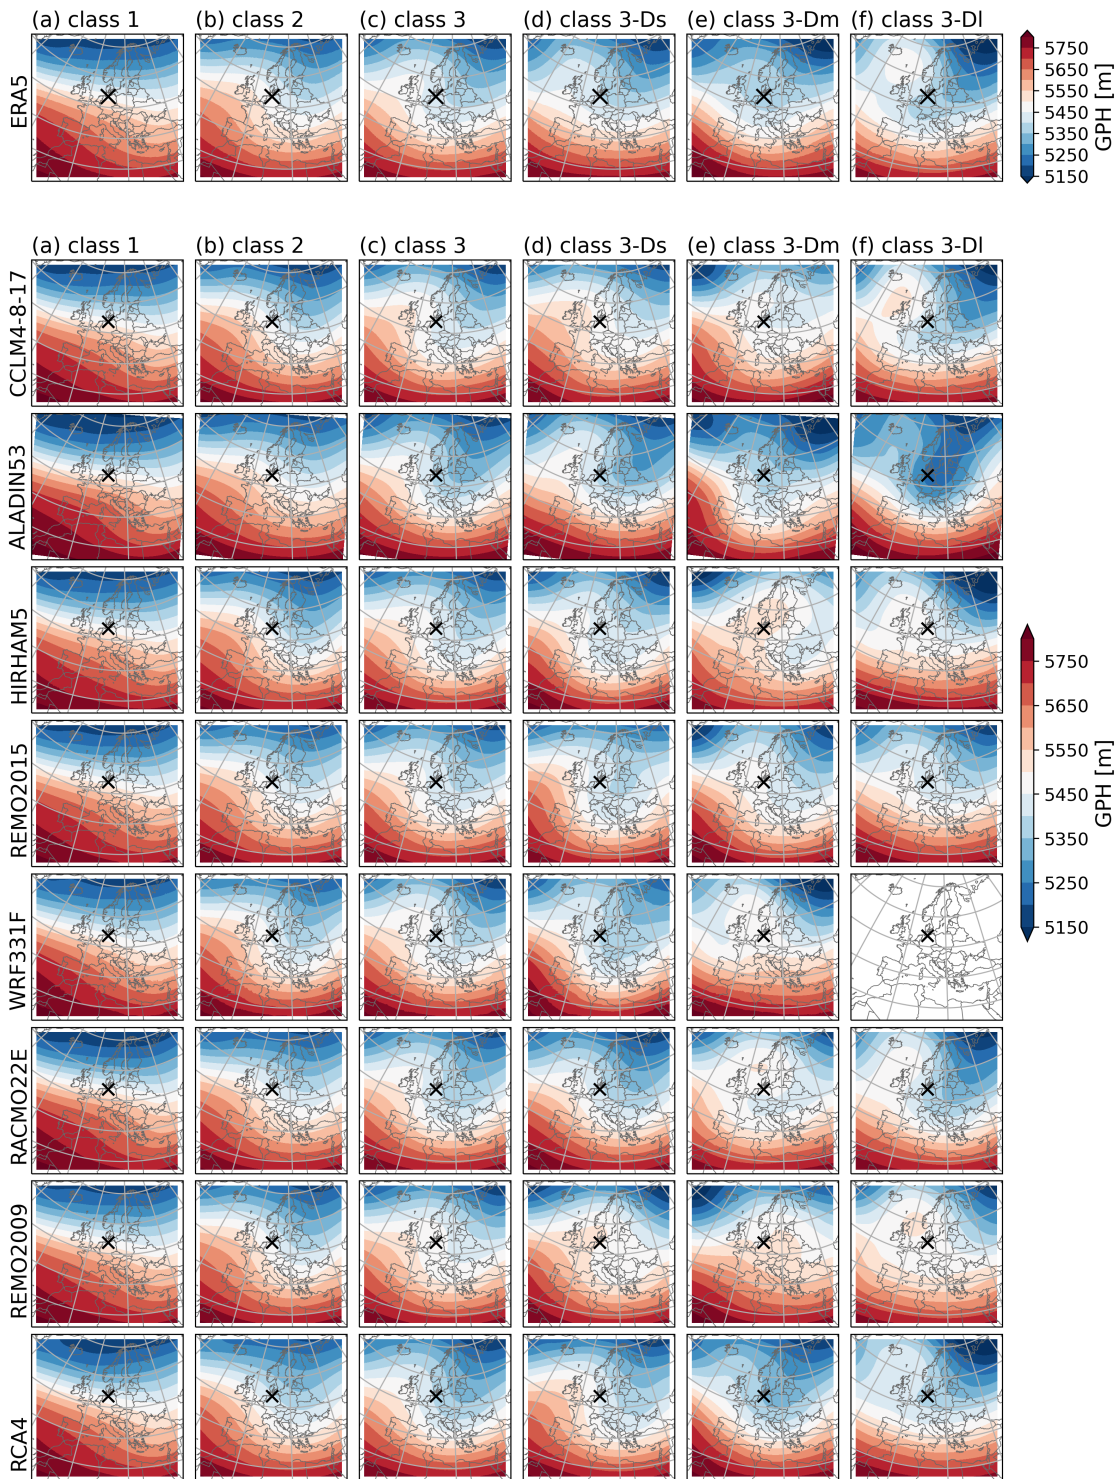 (a) class 1 (b) class 2 (c) class 3 (d) class 3-Ds (e) class 3-Dm (f) class 3-Dl
ERA5
5750
5650
5550
5450
5350
5250
5150
GPH [m]
(a) class 1 (b) class 2 (c) class 3 (d) class 3-Ds (e) class 3-Dm (f) class 3-Dl
CCLM4-8-17
ALADIN53
HIRHAM5
REMO2015
WRF331F
RACMO22E
REMO2009
RCA4
5750
5650
5550
5450
5350
5250
5150
GPH [m]